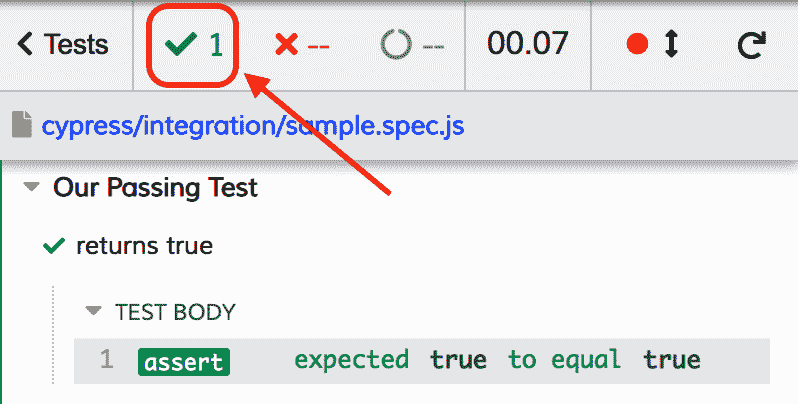 Tests 1 -- -- 00.07
cypress/integration/sample.spec.js
Our Passing Test
returns true
TEST BODY
1 assert expected true to equal true